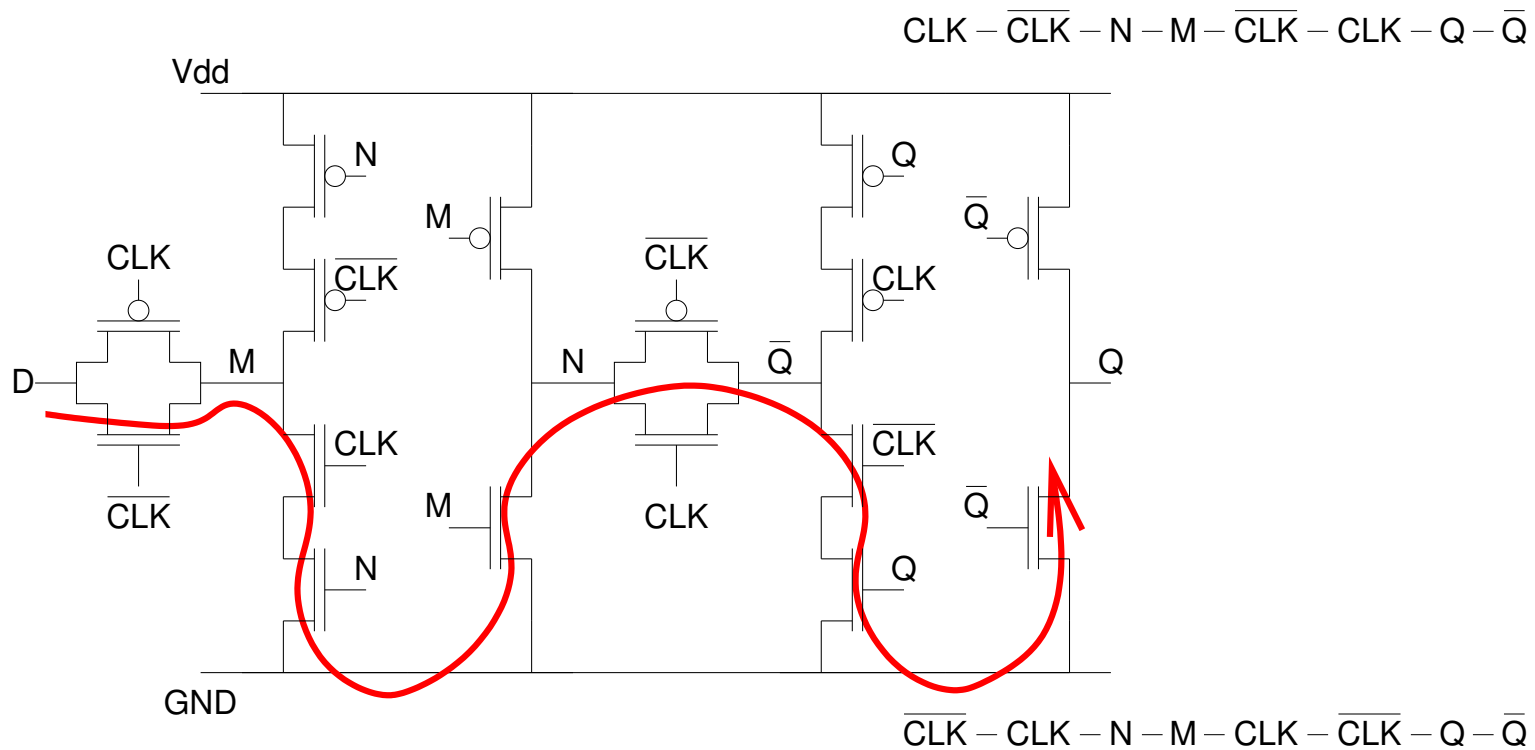 CLK – C̅L̅K̅ – N – M – C̅L̅K̅ – CLK – Q – Q̅
Vdd
N Q
M Q̅
CLK C̅L̅K̅ C̅L̅K̅ CLK
D M N Q̅ Q
CLK C̅L̅K̅
C̅L̅K̅ M CLK Q̅
N Q
GND
C̅L̅K̅ – CLK – N – M – CLK – C̅L̅K̅ – Q – Q̅